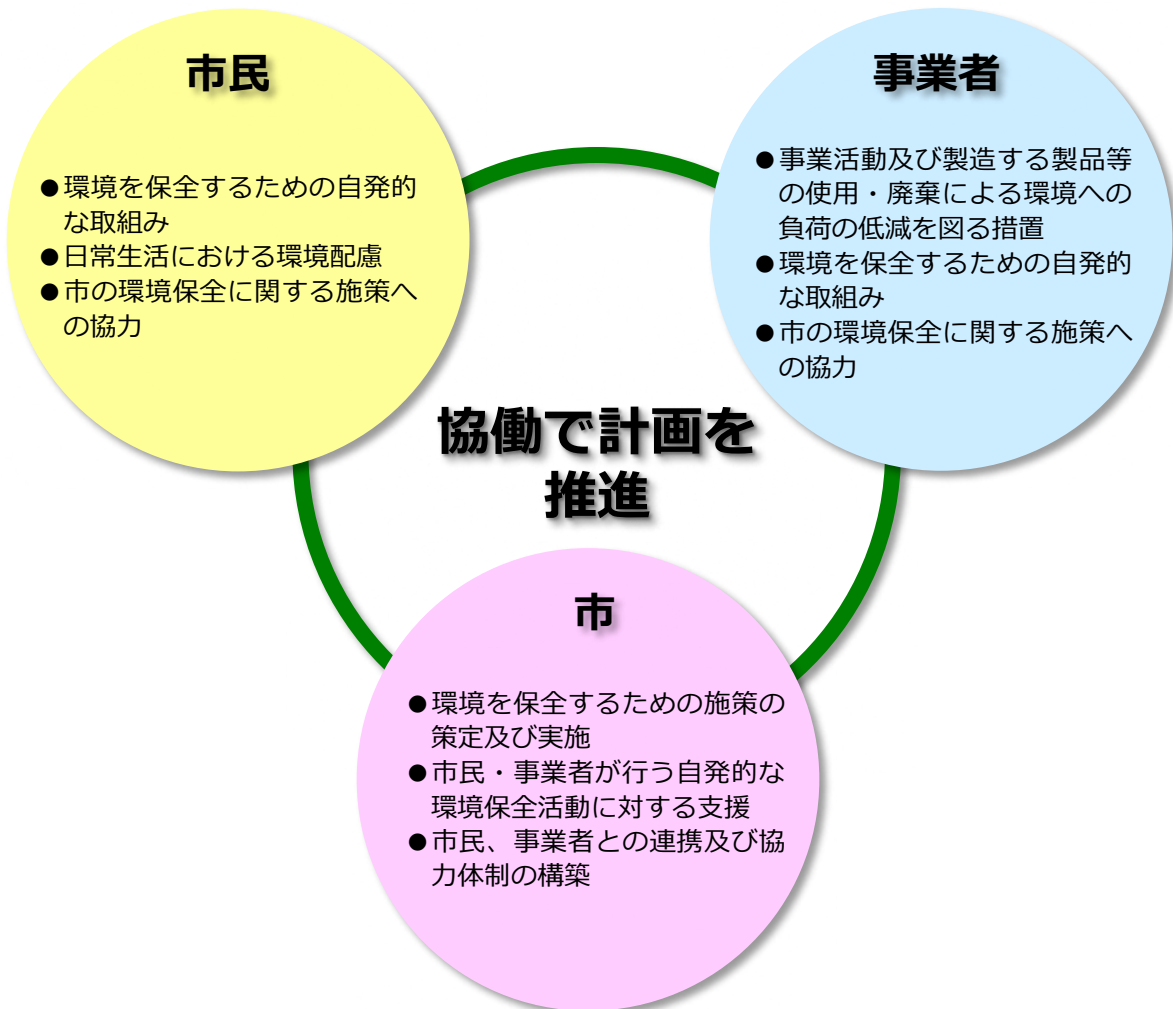 市民
●環境を保全するための自発的
な取組み
●日常生活における環境配慮
●市の環境保全に関する施策へ
の協力
事業者
●事業活動及び製造する製品等
の使用・廃棄による環境への
負荷の低減を図る措置
●環境を保全するための自発的
な取組み
●市の環境保全に関する施策へ
の協力
協働で計画を
推進
市
●環境を保全するための施策の
策定及び実施
●市民・事業者が行う自発的な
環境保全活動に対する支援
●市民、事業者との連携及び協
力体制の構築